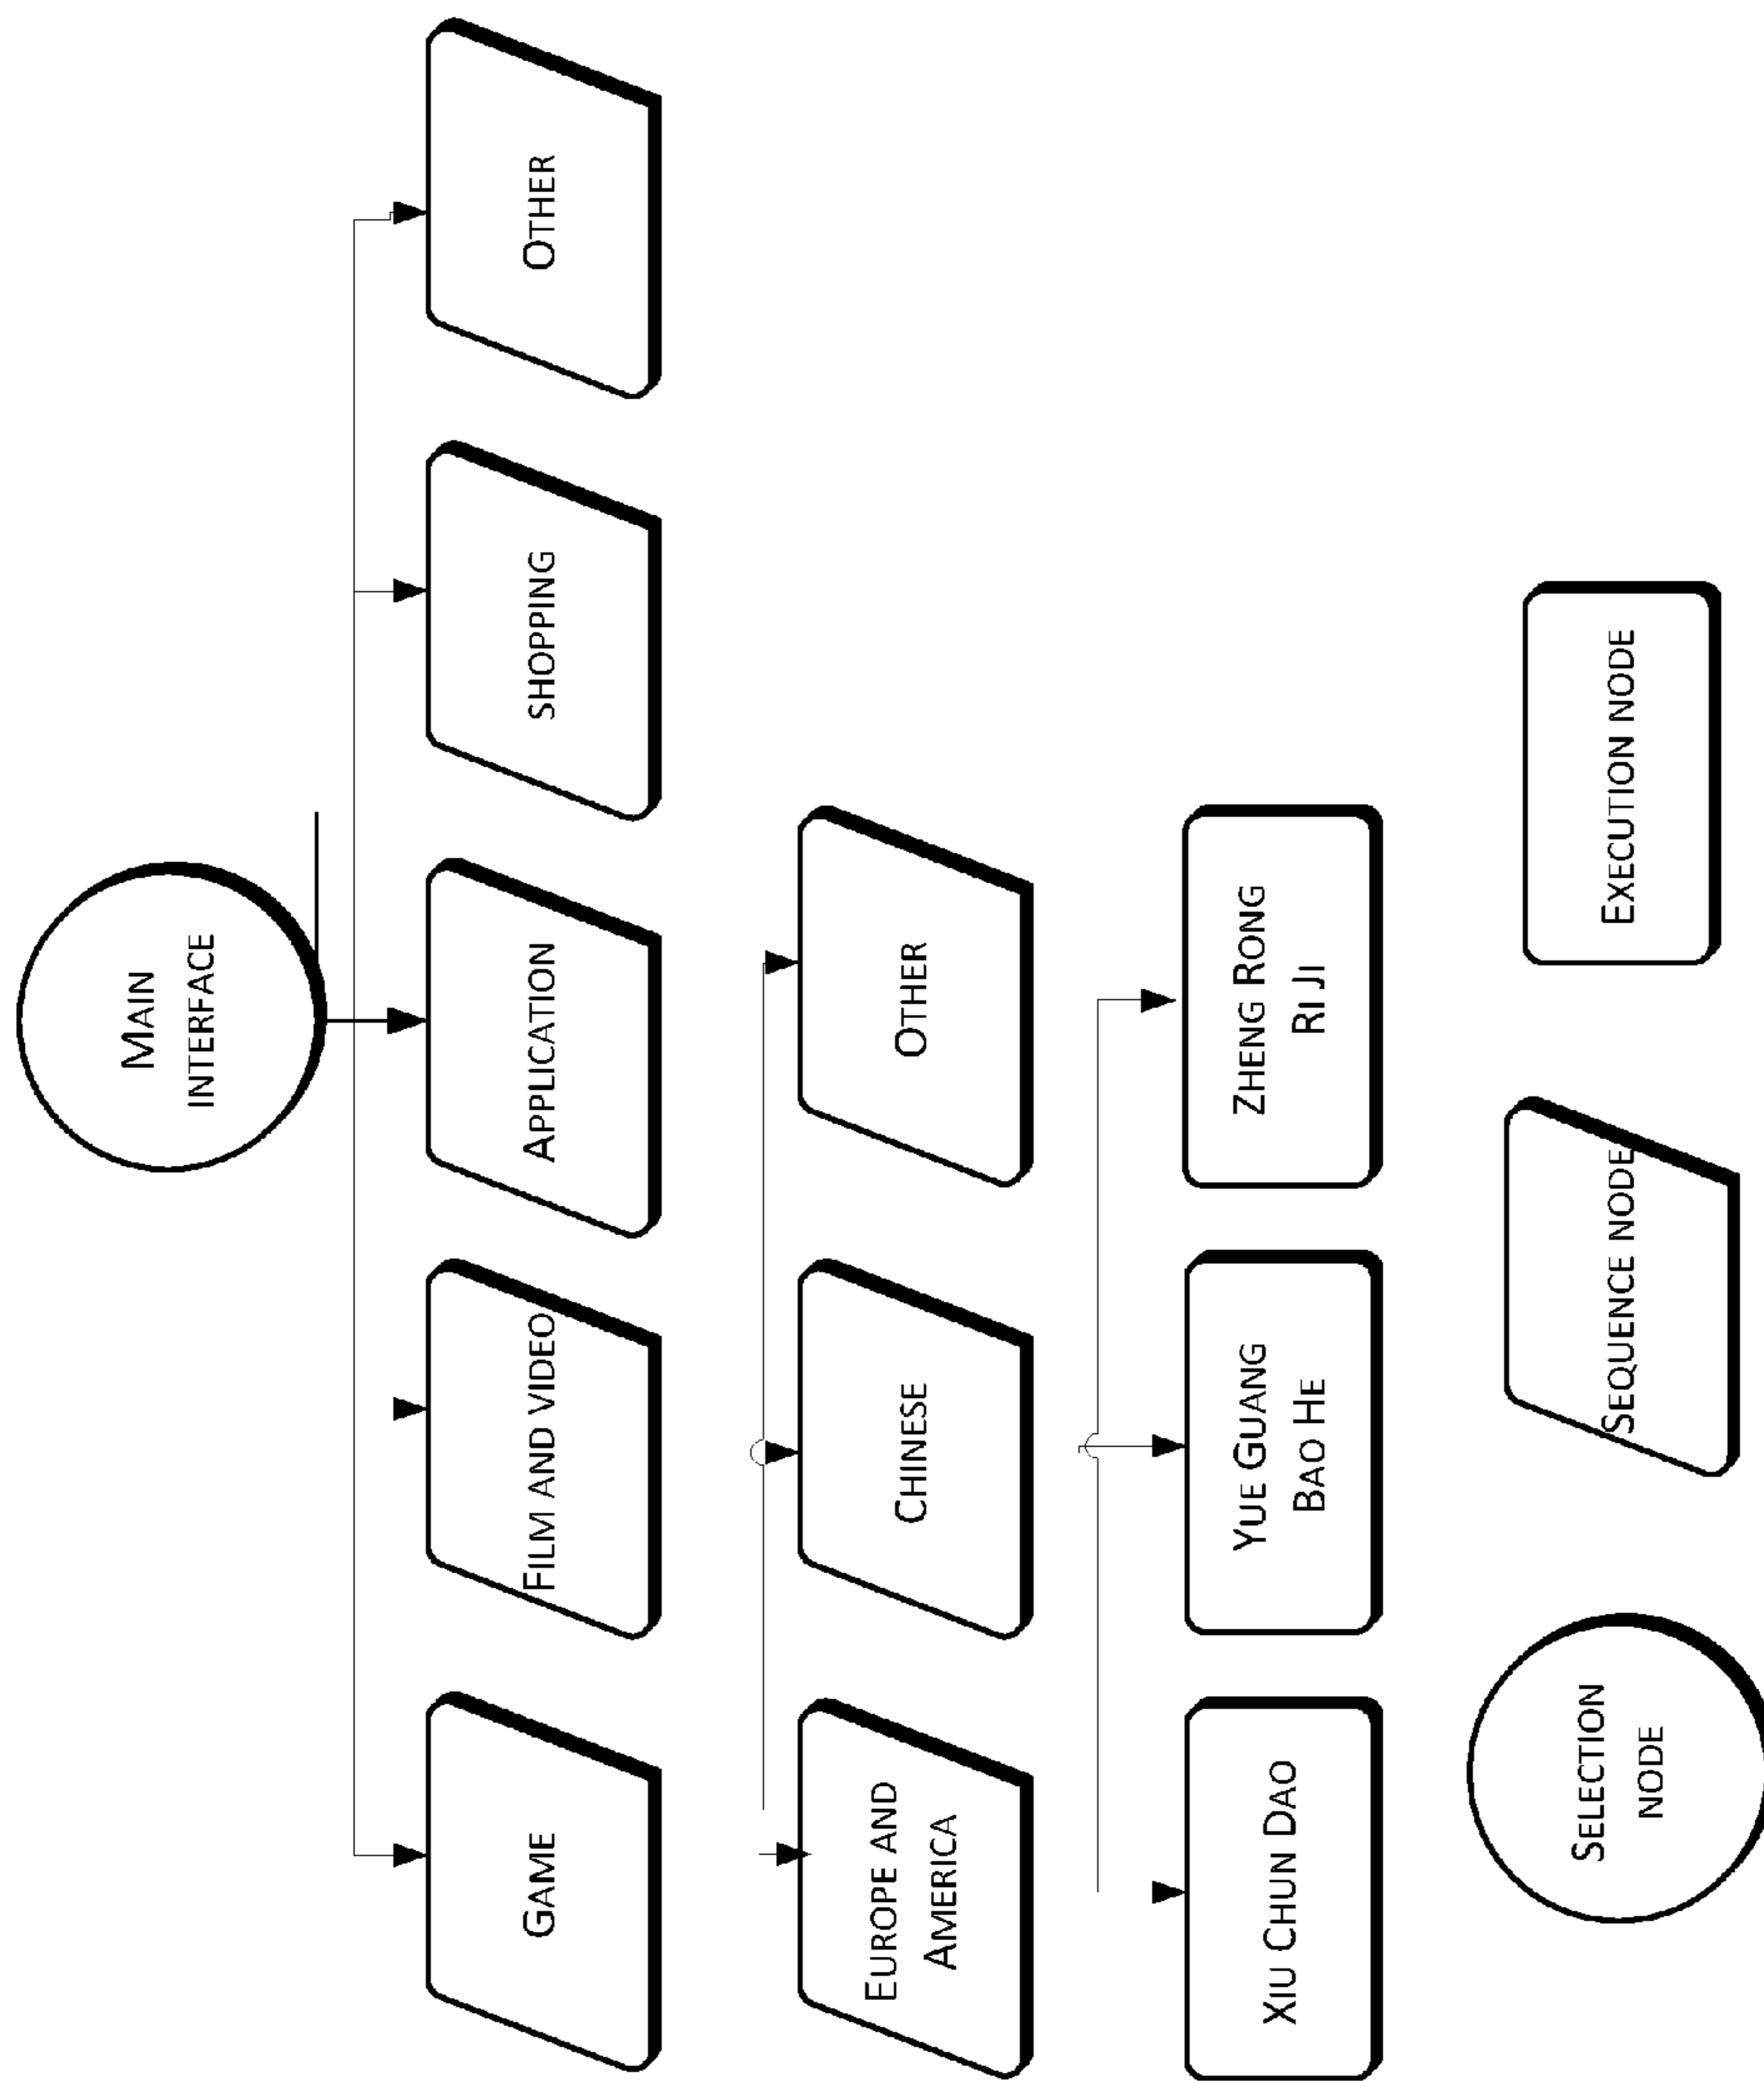 MAIN
INTERFACE
GAME
FILM AND VIDEO
APPLICATION
SHOPPING
OTHER
EUROPE AND
AMERICA
CHINESE
OTHER
XIU CHUN DAO
YUE GUANG
BAO HE
ZHENG RONG
RI JI
SELECTION
NODE
SEQUENCE NODE
EXECUTION NODE